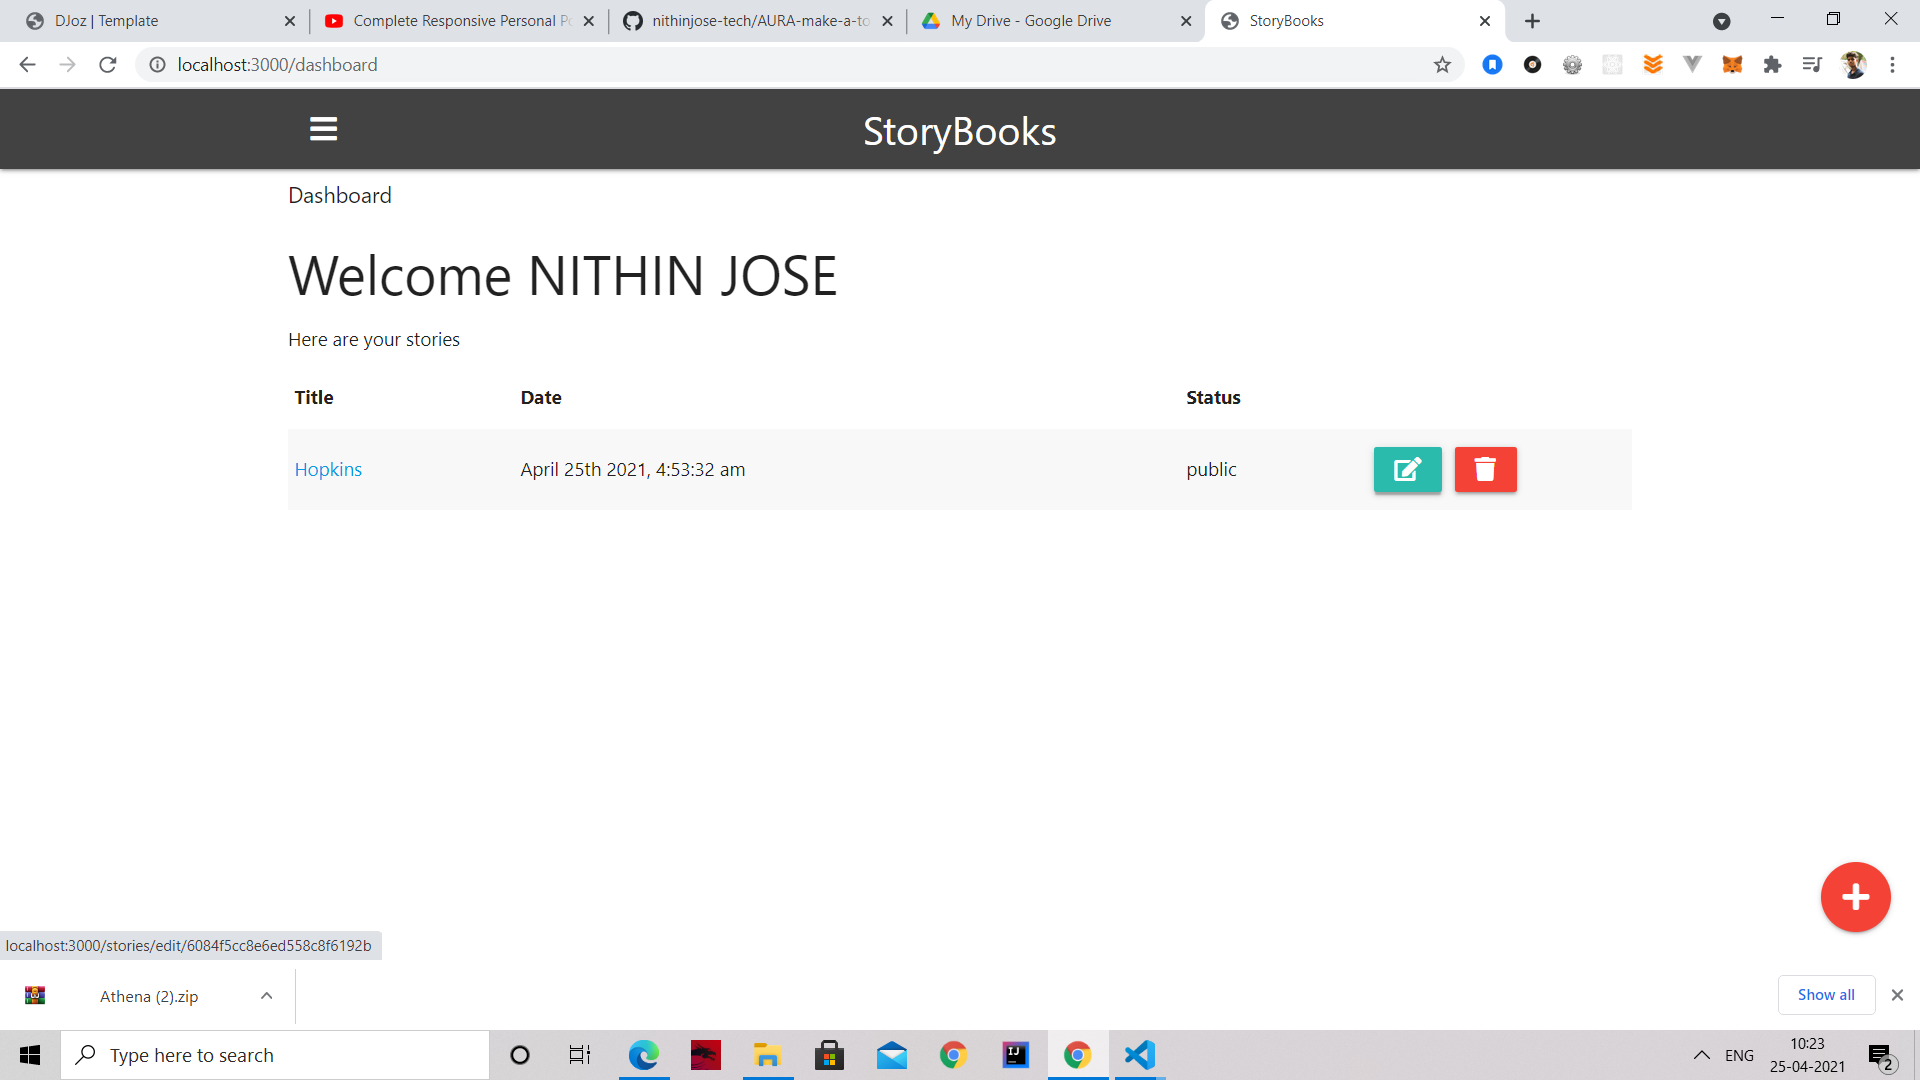 DJoz | Template
Complete Responsive Personal Po
nithinjose-tech/AURA-make-a-to
My Drive - Google Drive
StoryBooks
localhost:3000/dashboard
StoryBooks
Dashboard
Welcome NITHIN JOSE
Here are your stories
Title Date Status
Hopkins April 25th 2021, 4:53:32 am public
localhost:3000/stories/edit/6084f5cc8e6ed558c8f6192b
Athena (2).zip
Show all
Type here to search
IJ
ENG
10:23
25-04-2021
2